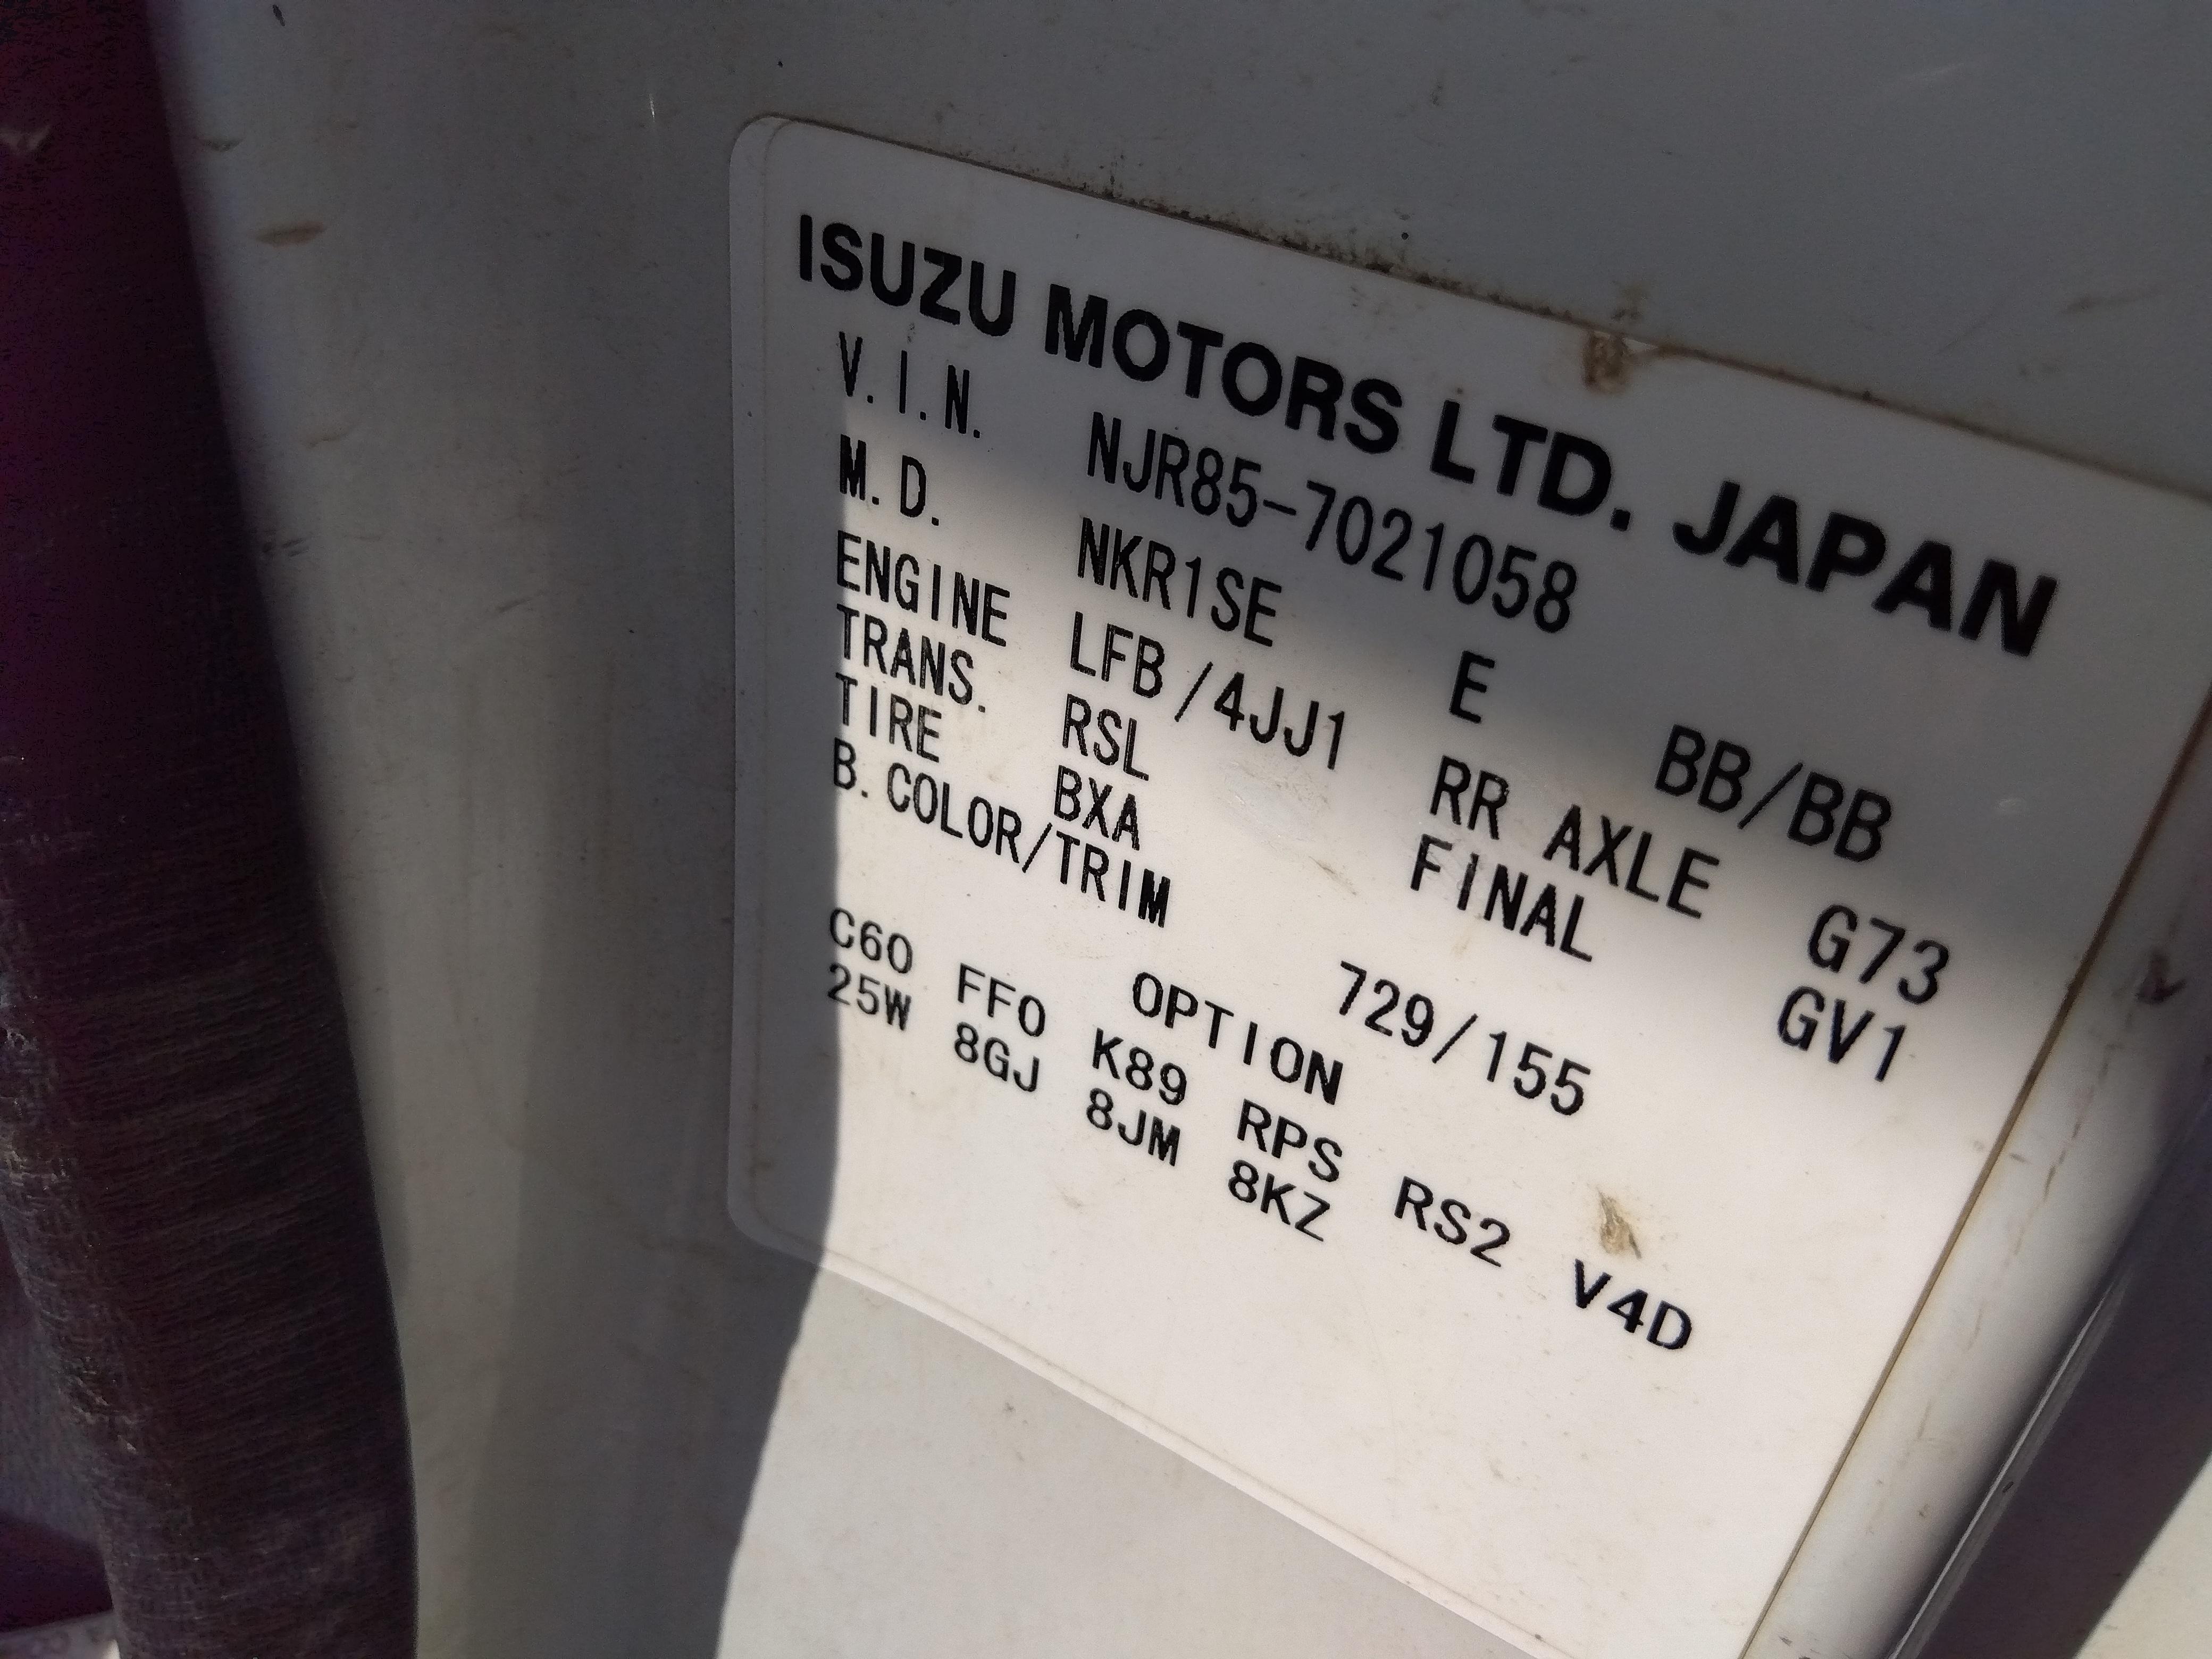 ISUZU MOTORS LTD. JAPAN
V.I.N. NJR85-7021058
M.D. NKR1SE E BB/BB
ENGINE LFB/4JJ1 RR AXLE G73
TRANS. RSL FINAL GV1
TIRE BXA
B.COLOR/TRIM 729/155
OPTION
C60 FF0 K89 RPS RS2 V4D
25W 8GJ 8JM 8KZ